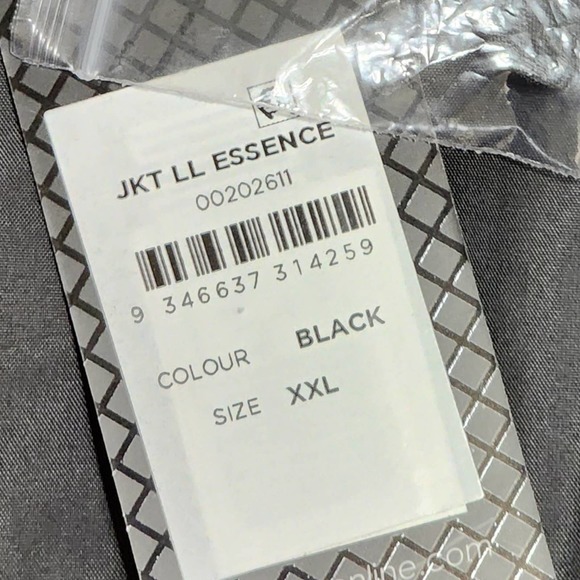 JKT LL ESSENCE
00202611
9 346637 314259
COLOUR BLACK
SIZE XXL